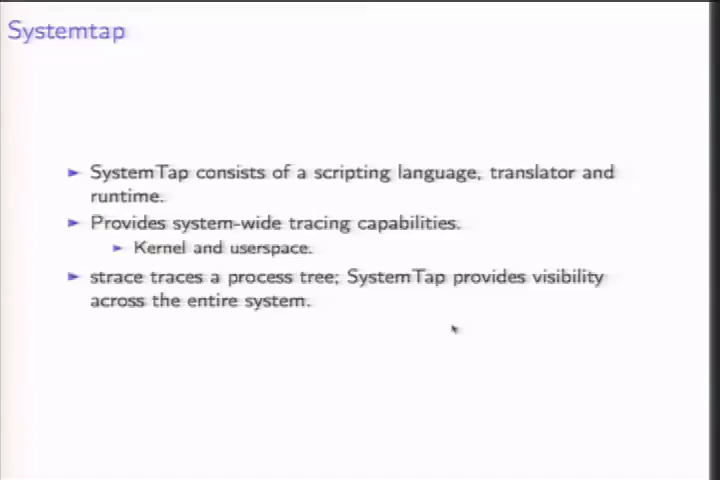 Systemtap
SystemTap consists of a scripting language, translator and
runtime.
Provides system-wide tracing capabilities.
Kernel and userspace.
strace traces a process tree; SystemTap provides visibility
across the entire system.